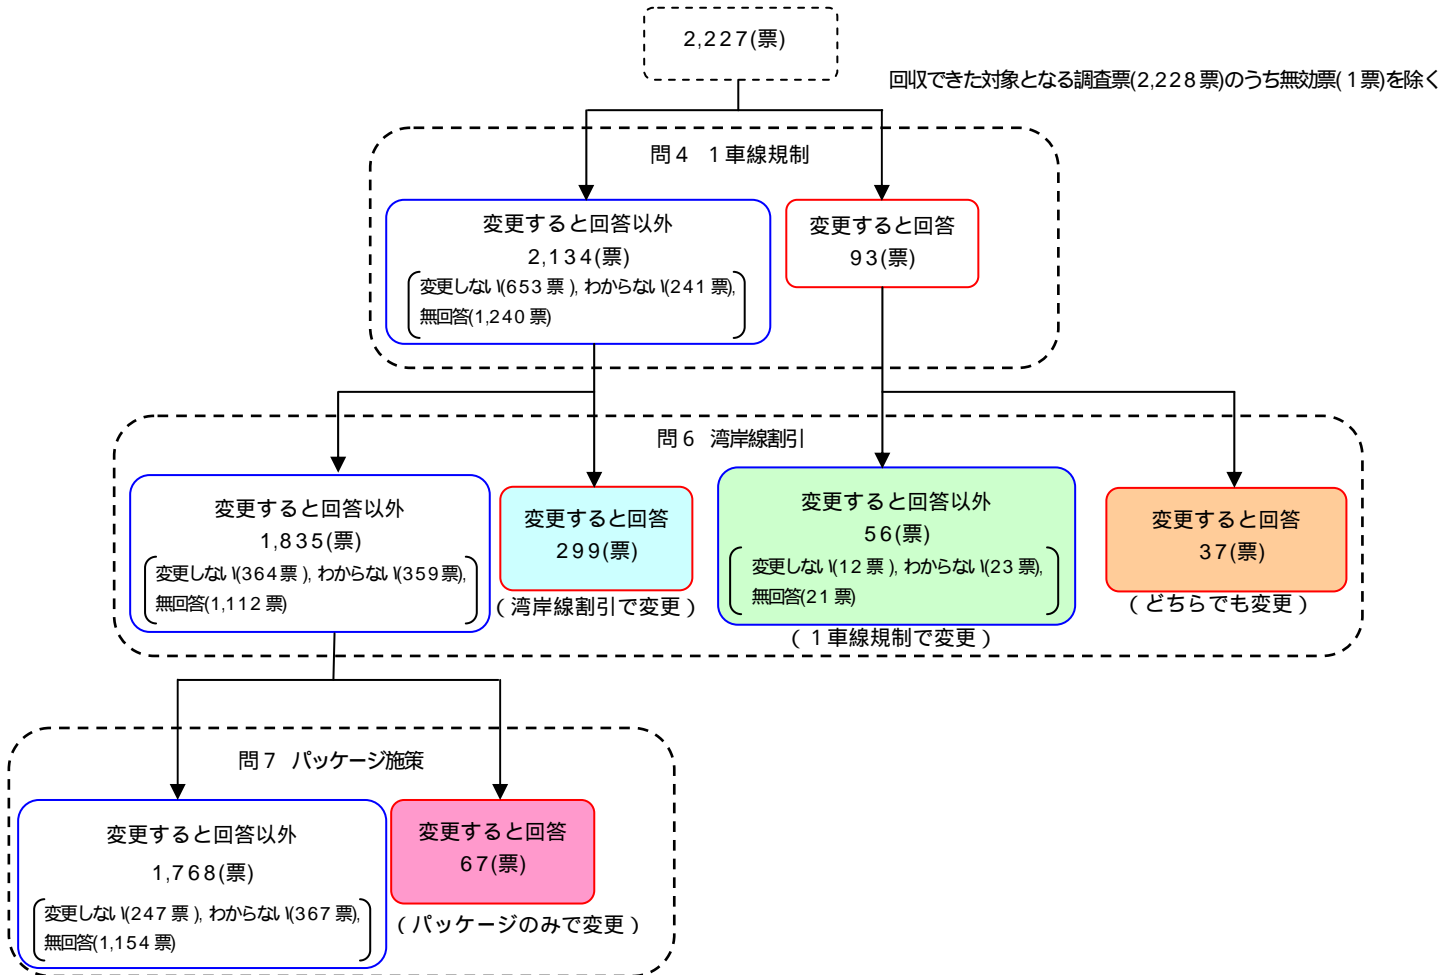 2,227(票)
回収できた対象となる調査票(2,228票)のうち無効票(1票)を除く
問4 1車線規制
変更すると回答以外
2,134(票)
変更しない(653票), わからない(241票),
無回答(1,240票)
変更すると回答
93(票)
問6 湾岸線割引
変更すると回答以外
1,835(票)
変更しない(364票), わからない(359票),
無回答(1,112票)
変更すると回答
299(票)
(湾岸線割引で変更)
変更すると回答以外
56(票)
変更しない(12票), わからない(23票),
無回答(21票)
(1車線規制で変更)
変更すると回答
37(票)
(どちらでも変更)
問7 パッケージ施策
変更すると回答以外
1,768(票)
変更しない(247票), わからない(367票),
無回答(1,154票)
変更すると回答
67(票)
(パッケージのみで変更)